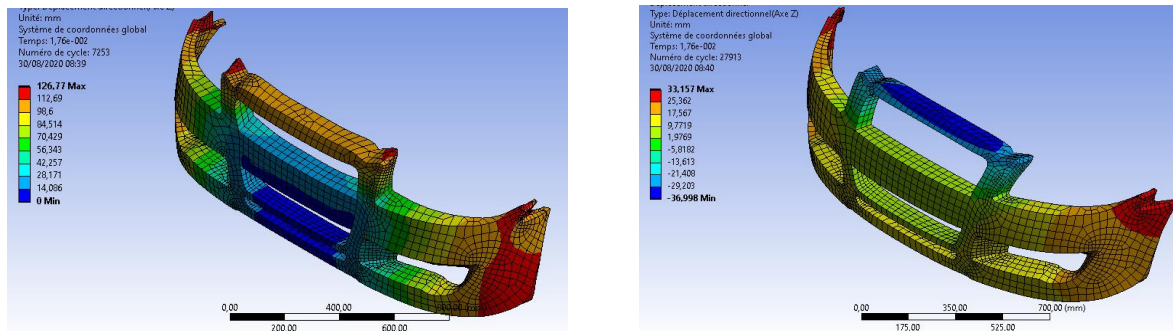 Type: Déplacement directionnel(Axe Z)
Unité: mm
Système de coordonnées global
Temps: 1,76e-002
Numéro de cycle: 7253
30/08/2020 08:39
126,77 Max
112,69
98,6
84,514
70,429
56,343
42,257
28,171
14,086
0 Min
0,00
400,00
(mm)
200,00
600,00
Type: Déplacement directionnel(Axe Z)
Unité: mm
Système de coordonnées global
Temps: 1,76e-002
Numéro de cycle: 27913
30/08/2020 08:40
33,157 Max
25,362
17,567
9,7719
1,9769
-5,8182
-13,613
-21,408
-29,203
-36,998 Min
0,00
350,00
700,00 (mm)
175,00
525,00